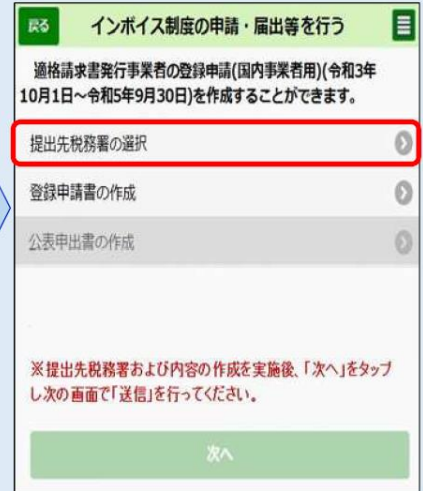 戻る インボイス制度の申請・届出等を行う
適格請求書発行事業者の登録申請(国内事業者用)(令和3年
10月1日～令和5年9月30日)を作成することができます。
提出先税務署の選択
登録申請書の作成
公表申出書の作成
※提出先税務署および内容の作成を実施後、「次へ」をタップ
し次の画面で「送信」を行ってください。
次へ